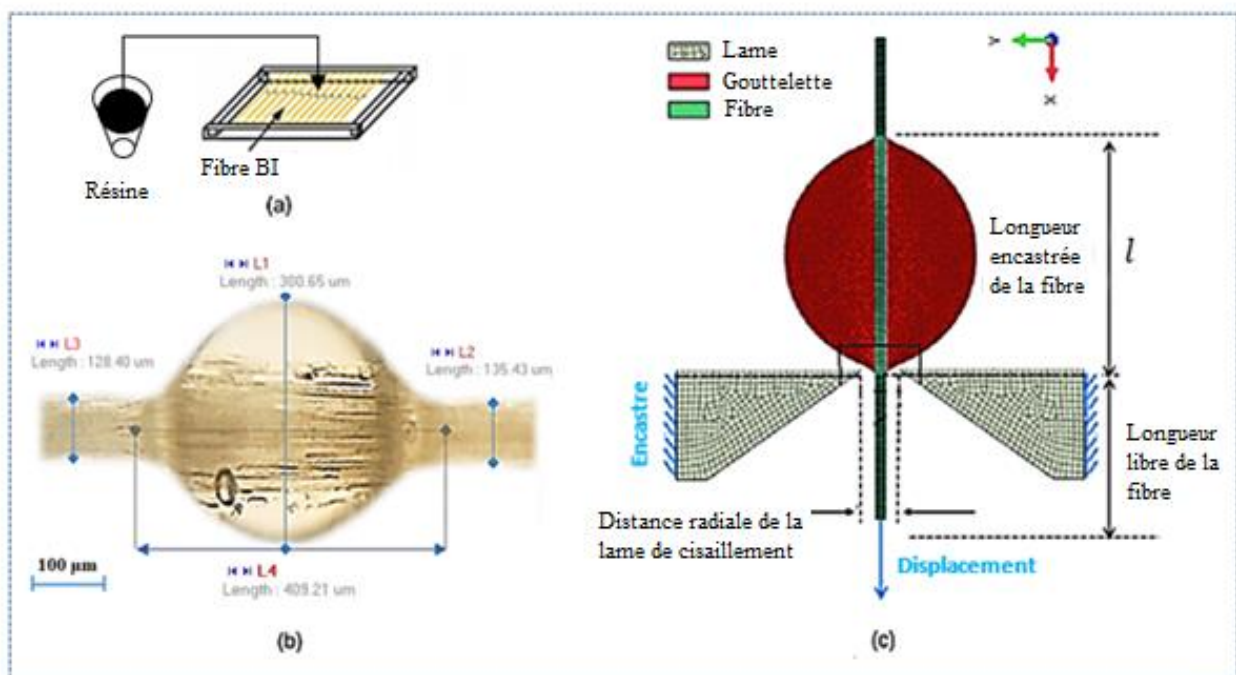 Résine
Fibre BI
(a)
L1
Length : 300.65 um
L3
Length : 128.40 um
L2
Length : 135.43 um
100 µm
L4
Length : 409.21 um
(b)
Lame
Gouttelette
Fibre
Y
X
Longueur
encastrée
de la fibre
l
Encastre
Longueur
libre de la
fibre
Distance radiale de la
lame de cisaillement
Displacement
(c)